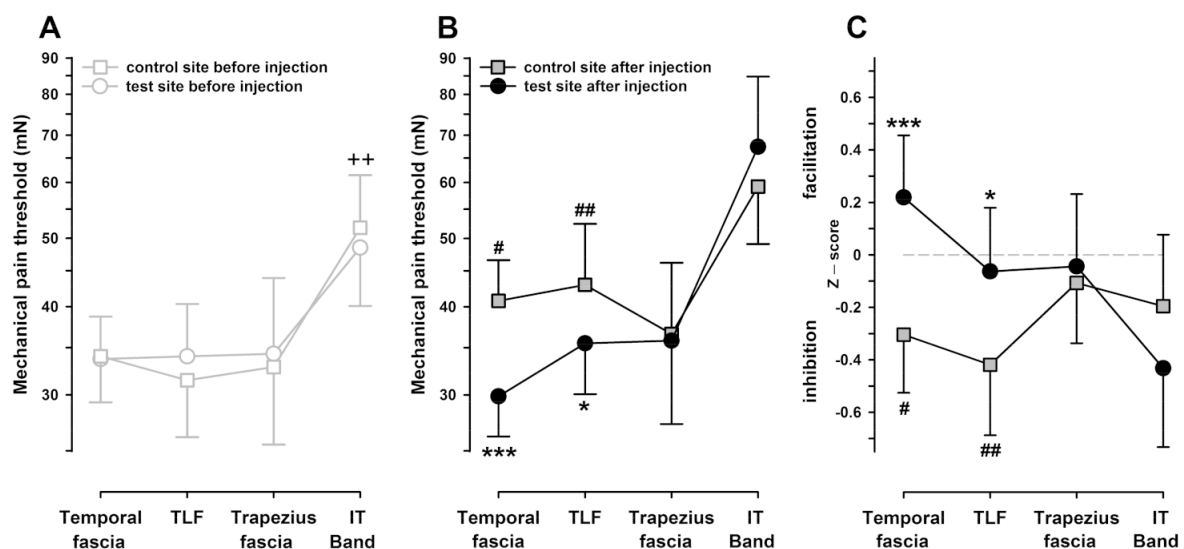 A
Mechanical pain threshold (mN)
90
80
70
60
50
40
30
control site before injection
test site before injection
++
Temporal
fascia
TLF
Trapezius
fascia
IT
Band
B
Mechanical pain threshold (mN)
90
80
70
60
50
40
30
control site after injection
test site after injection
#
##
***
*
Temporal
fascia
TLF
Trapezius
fascia
IT
Band
C
facilitation
inhibition
Z – score
0.6
0.4
0.2
0
-0.2
-0.4
-0.6
***
*
#
##
Temporal
fascia
TLF
Trapezius
fascia
IT
Band